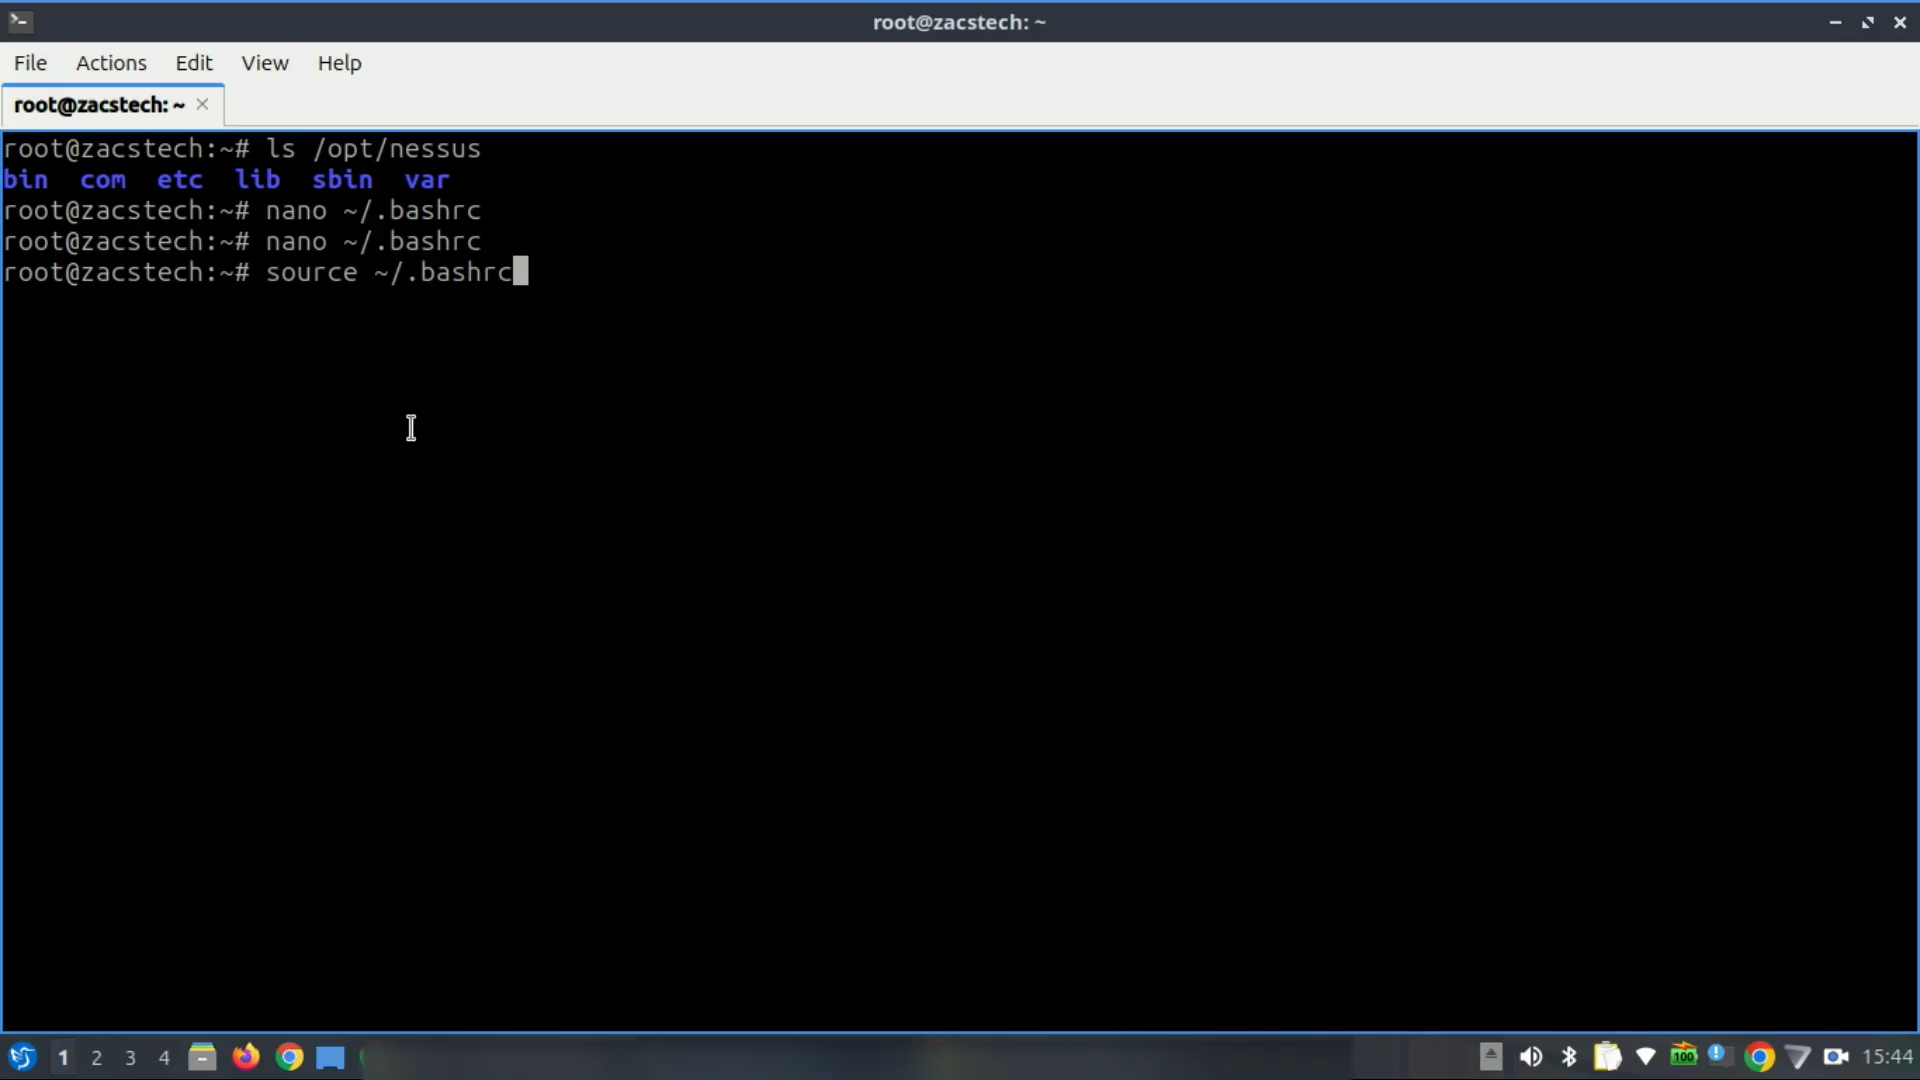 root@zacstech: ~
File Actions Edit View Help
root@zacstech: ~
root@zacstech:~# ls /opt/nessus
bin com etc lib sbin var
root@zacstech:~# nano ~/.bashrc
root@zacstech:~# nano ~/.bashrc
root@zacstech:~# source ~/.bashrc
1 2 3 4 100 15:44